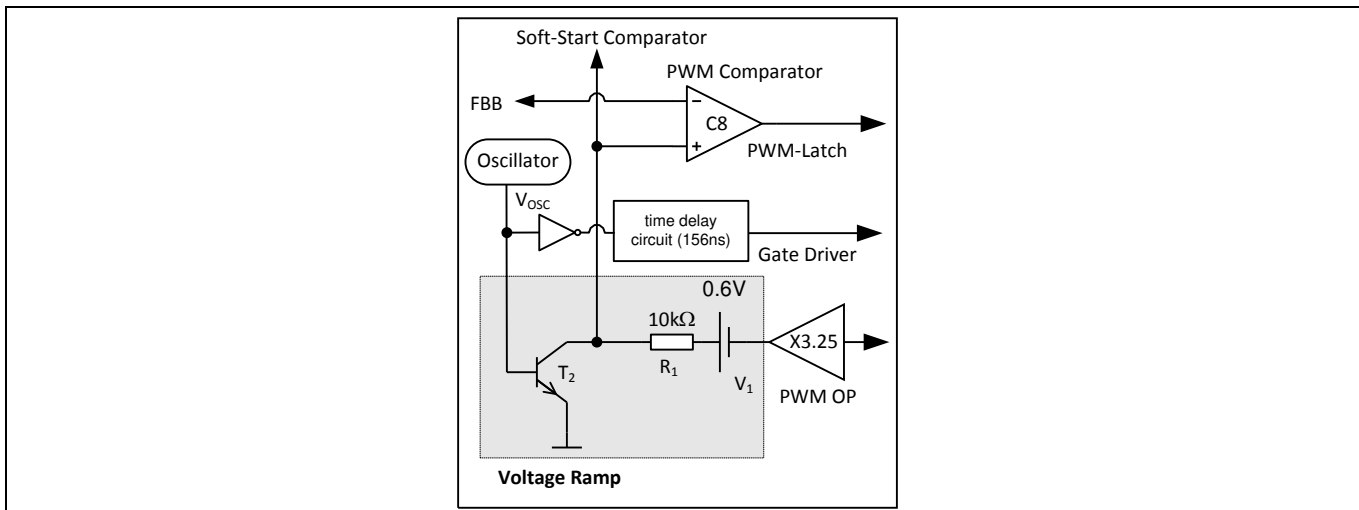 Soft-Start Comparator
PWM Comparator
FBB
−
C8
+
PWM-Latch
Oscillator
VOSC
time delay
circuit (156ns)
Gate Driver
0.6V
10kΩ
X3.25
R1
T2
V1
PWM OP
Voltage Ramp